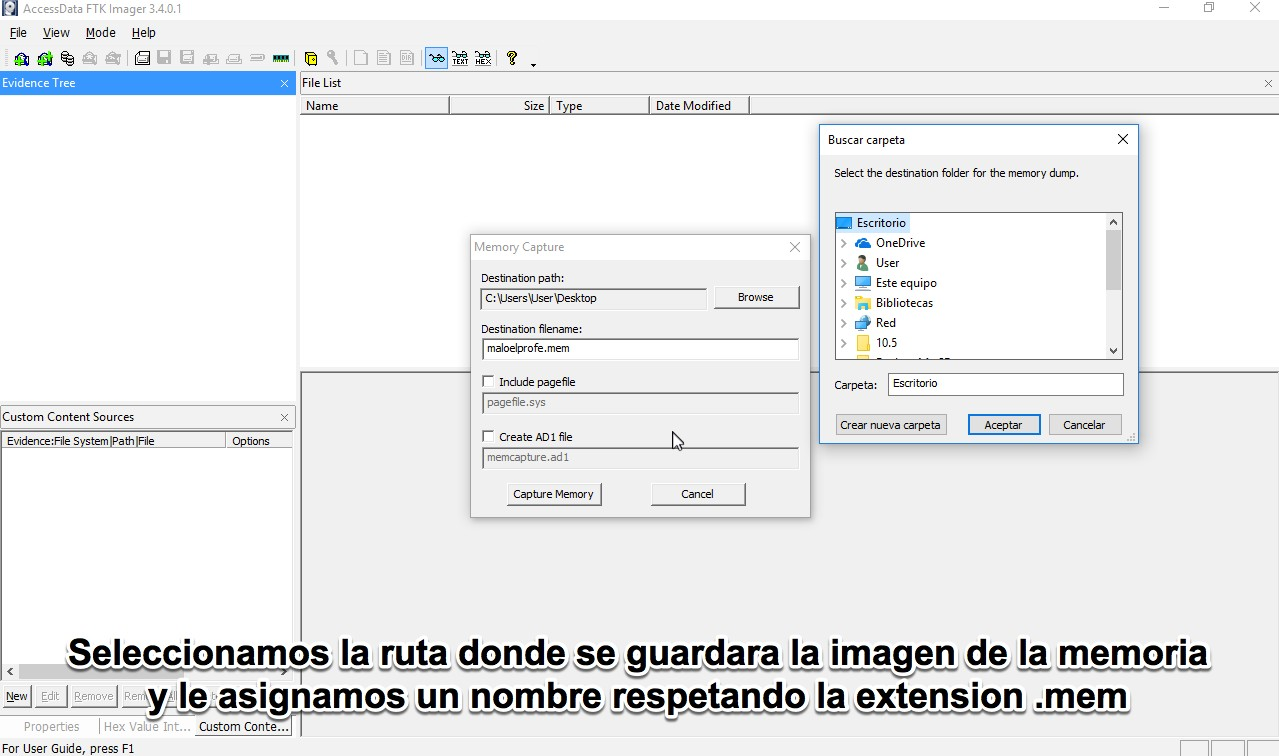 AccessData FTK Imager 3.4.0.1
File View Mode Help
TEXT HEX
Evidence Tree
File List
Name Size Type Date Modified
Buscar carpeta
Select the destination folder for the memory dump.
Escritorio
OneDrive
User
Este equipo
Bibliotecas
Red
10.5
Carpeta: Escritorio
Crear nueva carpeta Aceptar Cancelar
Memory Capture
Destination path:
C:\Users\User\Desktop Browse
Destination filename:
maloelprofe.mem
Include pagefile
pagefile.sys
Create AD1 file
memcapture.ad1
Capture Memory Cancel
Custom Content Sources
Evidence:File System|Path|File Options
Seleccionamos la ruta donde se guardara la imagen de la memoria
y le asignamos un nombre respetando la extension .mem
New Edit Remove
Properties Hex Value Int... Custom Conte...
For User Guide, press F1